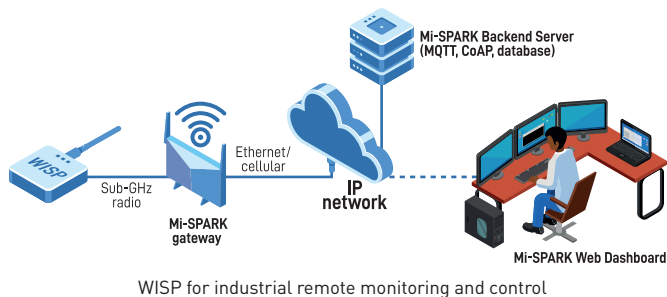 Mi-SPARK Backend Server
(MQTT, CoAP, database)
WISP
Sub-GHz
radio
Mi-SPARK
gateway
Ethernet/
cellular
IP
network
Mi-SPARK Web Dashboard
WISP for industrial remote monitoring and control